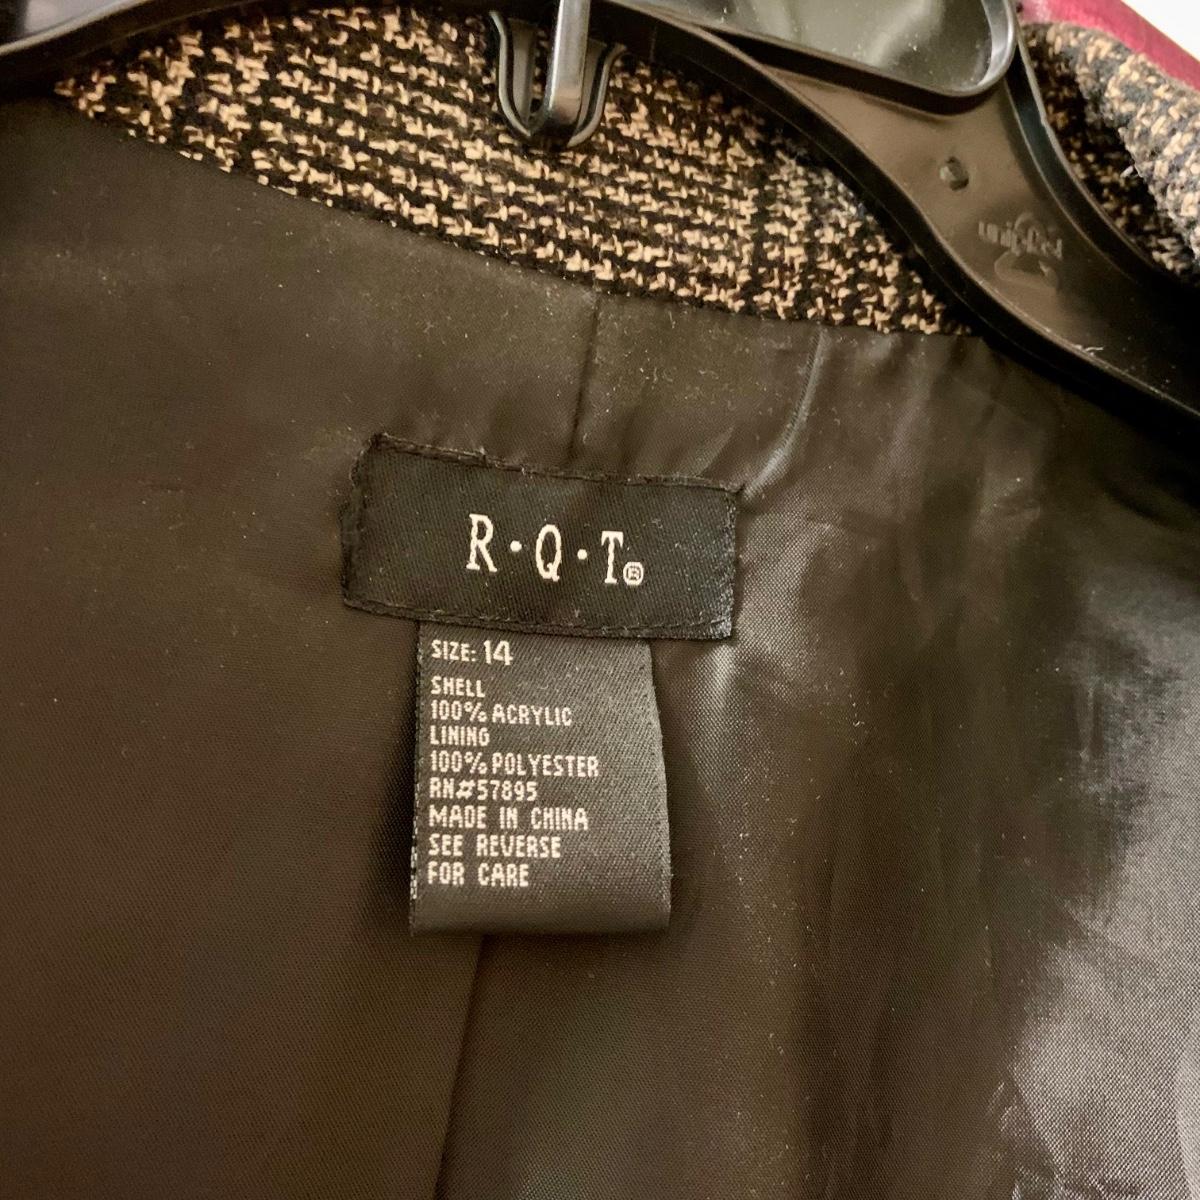 R·Q·T®
SIZE: 14
SHELL
100% ACRYLIC
LINING
100% POLYESTER
RN#57895
MADE IN CHINA
SEE REVERSE
FOR CARE